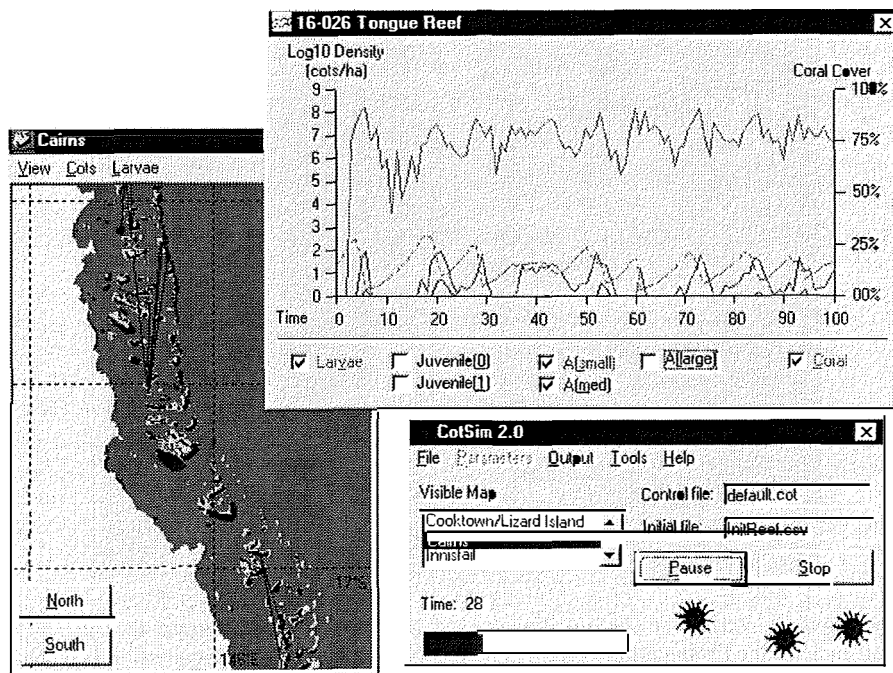 16-026 Tongue Reef
Log10 Density
(cots/ha)
Coral Cover
9
8
7
6
5
4
3
2
1
0
100%
75%
50%
25%
00%
Time
0 10 20 30 40 50 60 70 80 90 100
Larvae
Juvenile(0)
A(small)
A(large)
Coral
Juvenile(1)
A(med)
Cairns
View Cots Larvae
17°S
146°E
North
South
CotSim 2.0
File Parameters Output Tools Help
Visible Map
Control file: default.cot
Cooktown/Lizard Island
Initial file: InitReef.csv
Cairns
Innisfail
Pause
Stop
Time: 28